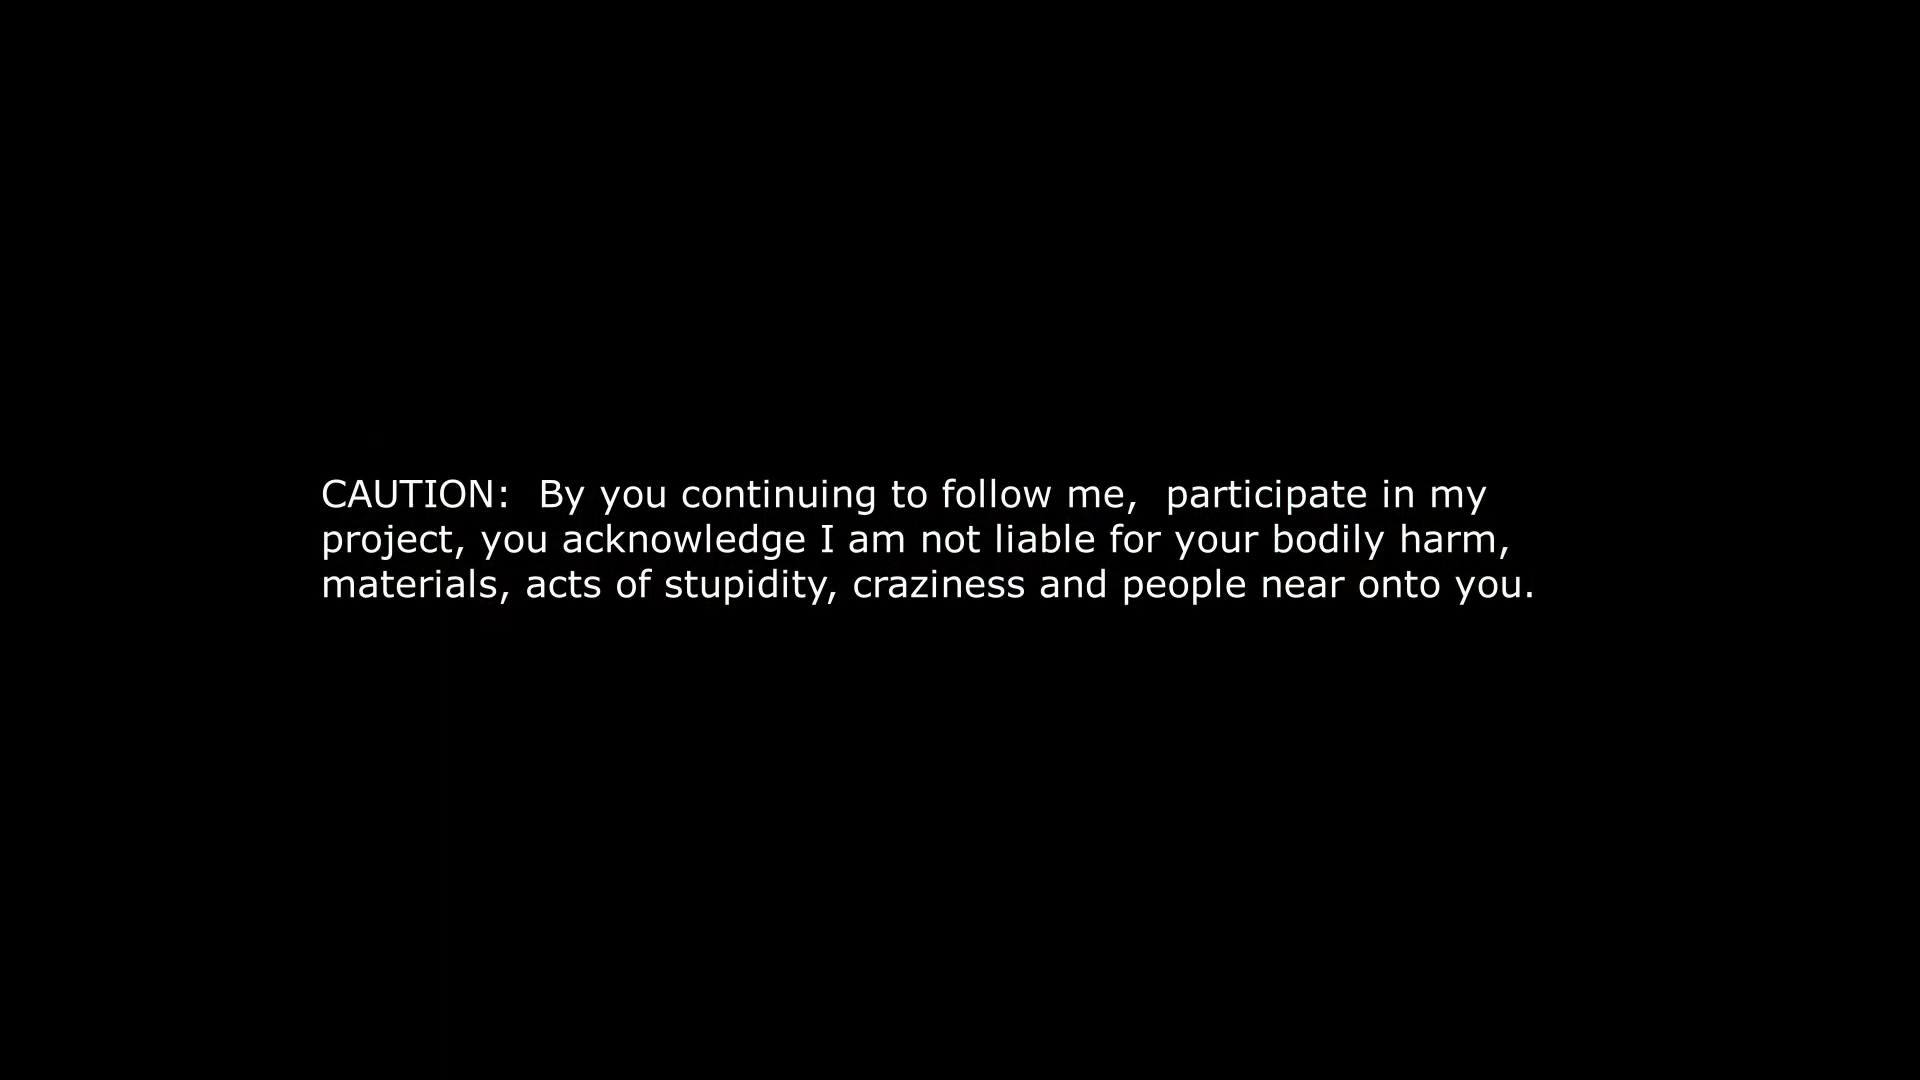 CAUTION:  By you continuing to follow me,  participate in my
project, you acknowledge I am not liable for your bodily harm,
materials, acts of stupidity, craziness and people near onto you.